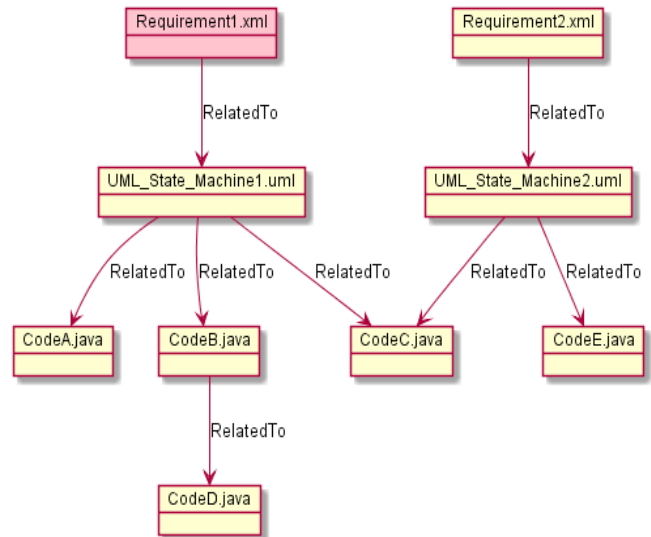 Requirement1.xml
Requirement2.xml
RelatedTo
RelatedTo
UML_State_Machine1.uml
UML_State_Machine2.uml
RelatedTo
RelatedTo
RelatedTo
RelatedTo
RelatedTo
CodeA.java
CodeB.java
CodeC.java
CodeE.java
RelatedTo
CodeD.java